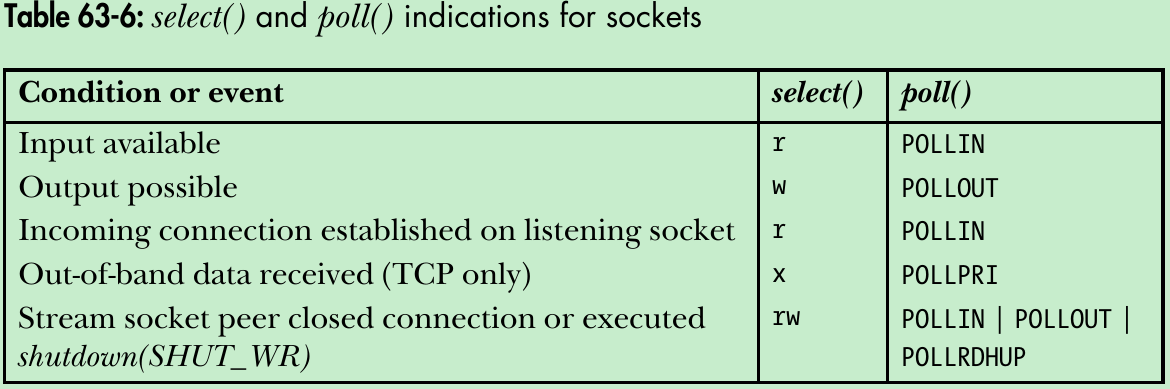 Table 63-6: select() and poll() indications for sockets
Condition or event select() poll()
Input available r POLLIN
Output possible w POLLOUT
Incoming connection established on listening socket r POLLIN
Out-of-band data received (TCP only) x POLLPRI
Stream socket peer closed connection or executed rw POLLIN | POLLOUT |
shutdown(SHUT_WR) POLLRDHUP